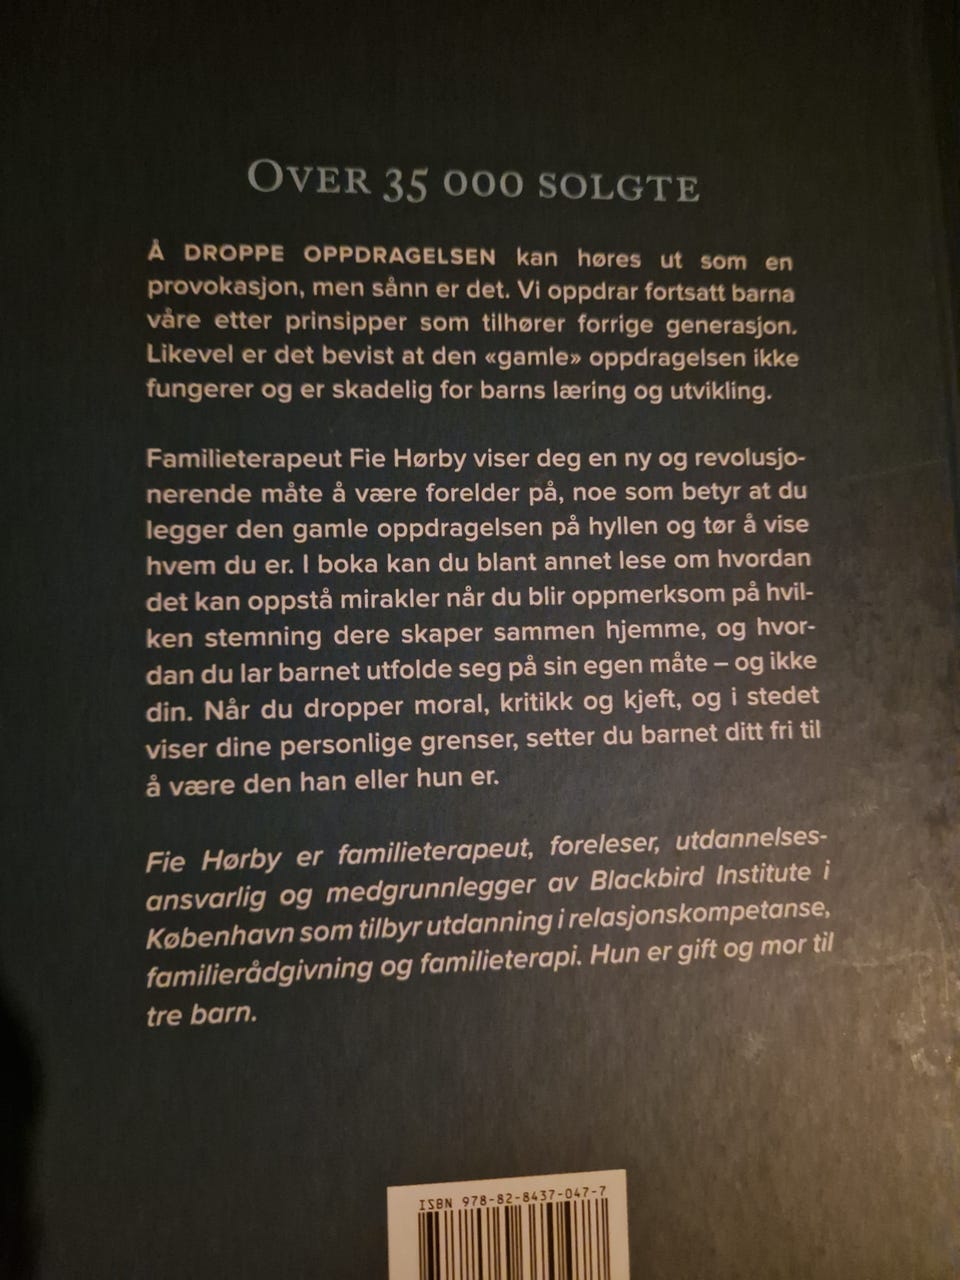 OVER 35 000 SOLGTE
Å DROPPE OPPDRAGELSEN kan høres ut som en
provokasjon, men sånn er det. Vi oppdrar fortsatt barna
våre etter prinsipper som tilhører forrige generasjon.
Likevel er det bevist at den «gamle» oppdragelsen ikke
fungerer og er skadelig for barns læring og utvikling.
Familieterapeut Fie Hørby viser deg en ny og revolusjo-
nerende måte å være forelder på, noe som betyr at du
legger den gamle oppdragelsen på hyllen og tør å vise
hvem du er. I boka kan du blant annet lese om hvordan
det kan oppstå mirakler når du blir oppmerksom på hvil-
ken stemning dere skaper sammen hjemme, og hvor-
dan du lar barnet utfolde seg på sin egen måte – og ikke
din. Når du dropper moral, kritikk og kjeft, og i stedet
viser dine personlige grenser, setter du barnet ditt fri til
å være den han eller hun er.
Fie Hørby er familieterapeut, foreleser, utdannelses-
ansvarlig og medgrunnlegger av Blackbird Institute i
København som tilbyr utdanning i relasjonskompetanse,
familierådgivning og familieterapi. Hun er gift og mor til
tre barn.
ISBN 978-82-8437-047-7